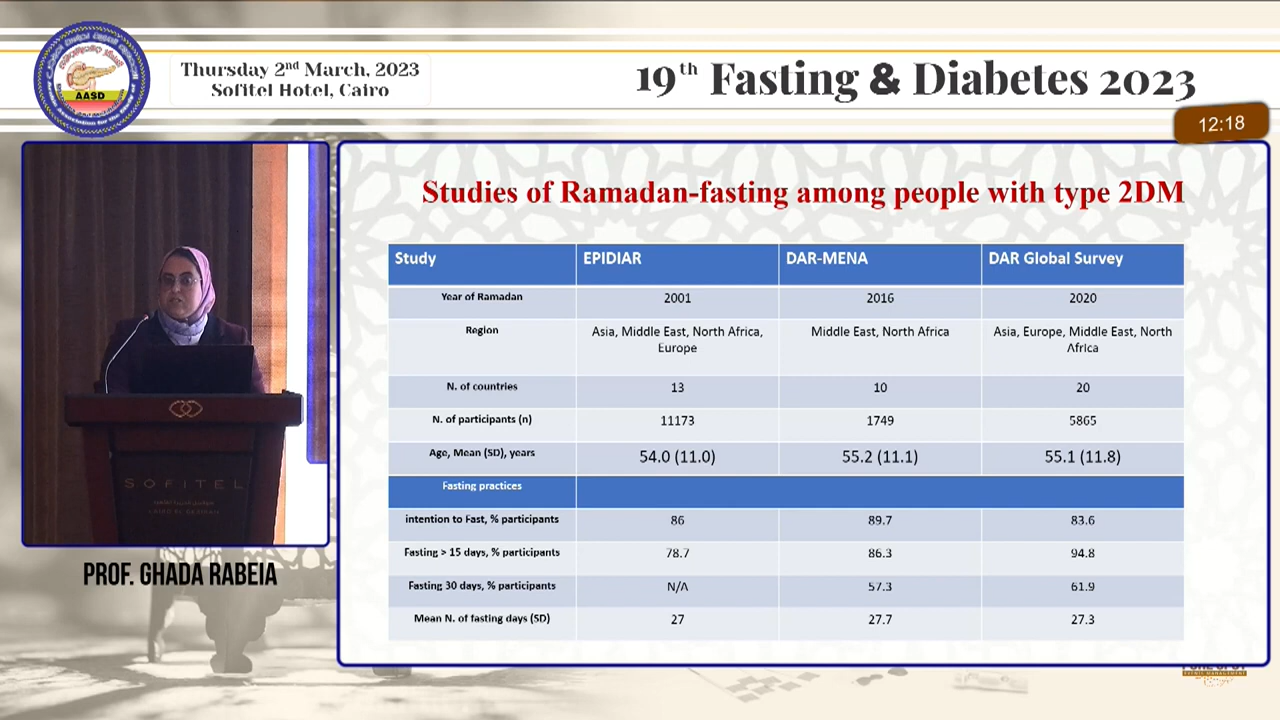 AASD
Thursday 2nd March, 2023
Sofitel Hotel, Cairo
19th Fasting & Diabetes 2023
12:18
Studies of Ramadan-fasting among people with type 2DM
Study EPIDIAR DAR-MENA DAR Global Survey
Year of Ramadan 2001 2016 2020
Region Asia, Middle East, North Africa, Europe Middle East, North Africa Asia, Europe, Middle East, North Africa
N. of countries 13 10 20
N. of participants (n) 11173 1749 5865
Age, Mean (SD), years 54.0 (11.0) 55.2 (11.1) 55.1 (11.8)
Fasting practices
intention to Fast, % participants 86 89.7 83.6
Fasting > 15 days, % participants 78.7 86.3 94.8
Fasting 30 days, % participants N/A 57.3 61.9
Mean N. of fasting days (SD) 27 27.7 27.3
SOFITEL
PROF. GHADA RABEIA